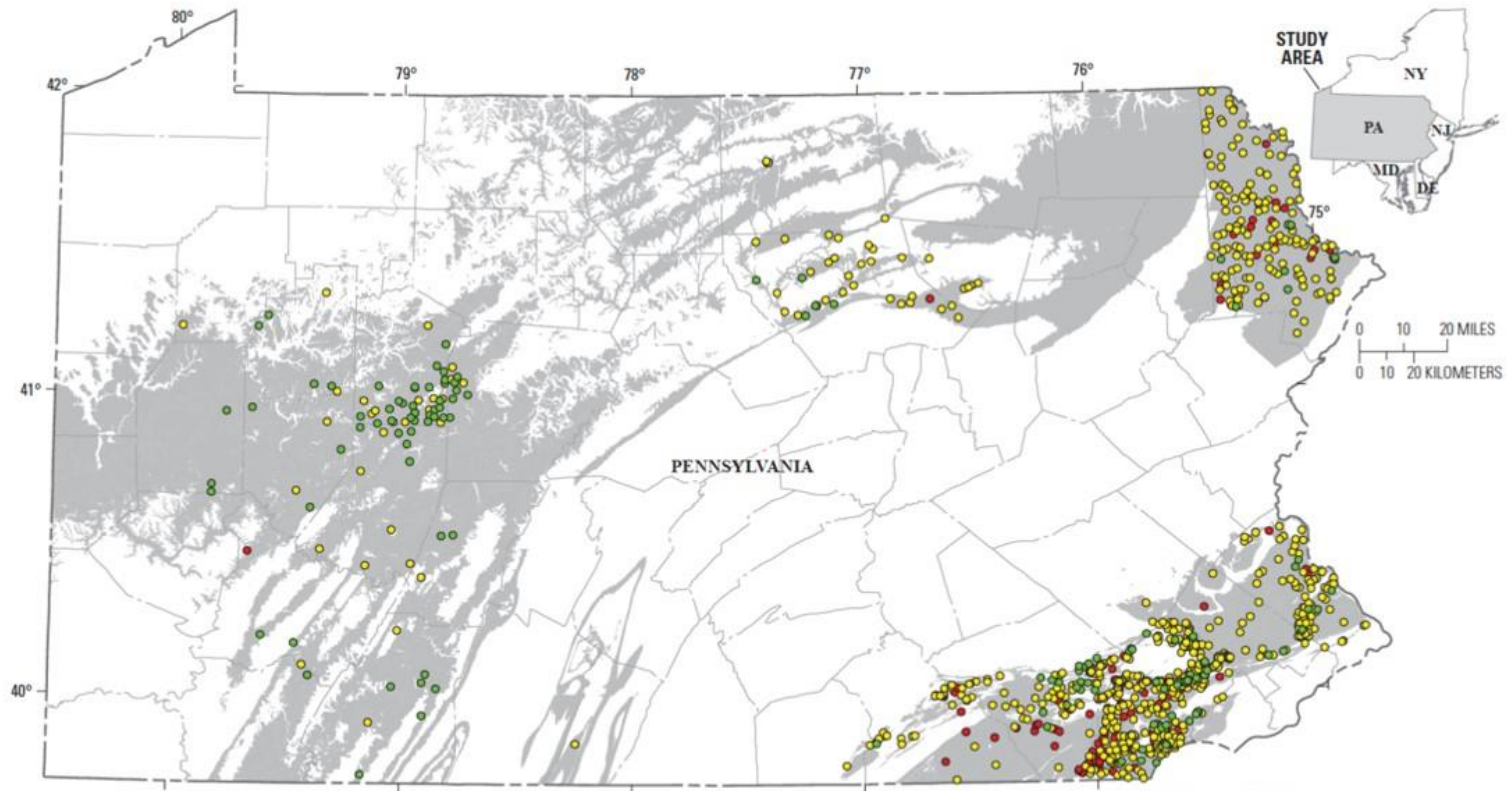 80°
79°
78°
77°
76°
42°
STUDY
AREA
NY
PA
NJ
MD
DE
75°
0 10 20 MILES
0 10 20 KILOMETERS
41°
PENNSYLVANIA
40°